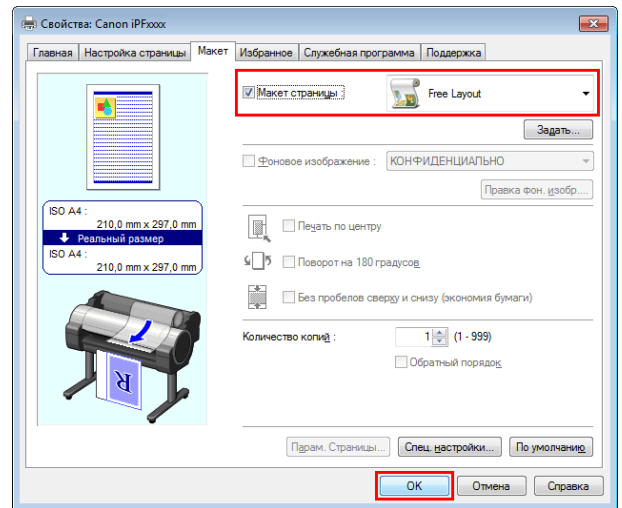 Свойства: Canon iPFxxxx
Главная Настройка страницы Макет Избранное Служебная программа Поддержка
Макет страницы : Free Layout
Задать...
Фоновое изображение : КОНФИДЕНЦИАЛЬНО
Правка фон. изобр....
ISO A4 :
210,0 mm x 297,0 mm
Реальный размер
ISO A4 :
210,0 mm x 297,0 mm
Печать по центру
Поворот на 180 градусов
Без пробелов сверху и снизу (экономия бумаги)
Количество копий : 1 (1 - 999)
Обратный порядок
R
Парам. Страницы... Спец. настройки... По умолчанию
OK Отмена Справка